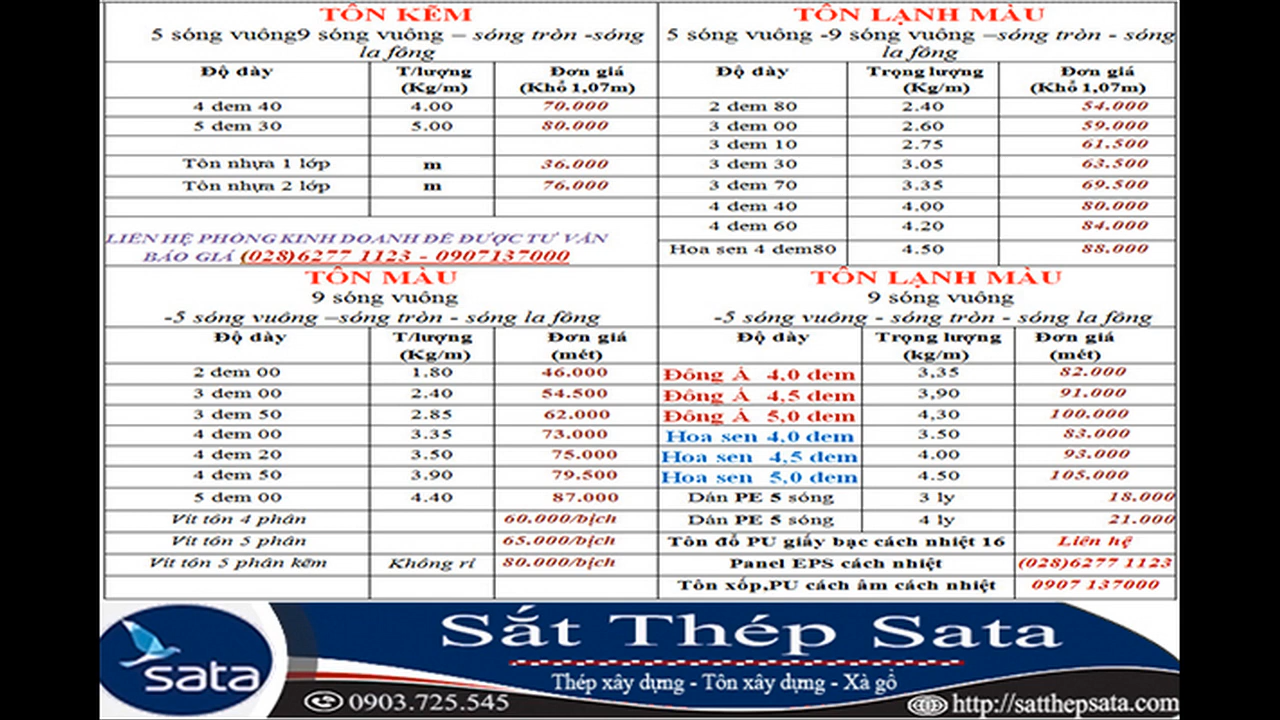 TÔN KẼM
5 sóng vuông9 sóng vuông – sóng tròn -sóng
la fông
Độ dày T/lượng (Kg/m) Đơn giá (Khổ 1,07m)
4 dem 40 4.00 70.000
5 dem 30 5.00 80.000
Tôn nhựa 1 lớp m 36.000
Tôn nhựa 2 lớp m 76.000
LIÊN HỆ PHÒNG KINH DOANH ĐỂ ĐƯỢC TƯ VẤN
BÁO GIÁ (028)6277 1123 - 0907137000
TÔN LẠNH MÀU
5 sóng vuông -9 sóng vuông –sóng tròn - sóng
la fông
Độ dày Trọng lượng (Kg/m) Đơn giá (Khổ 1,07m)
2 dem 80 2.40 54.000
3 dem 00 2.60 59.000
3 dem 10 2.75 61.500
3 dem 30 3.05 63.500
3 dem 70 3.35 69.500
4 dem 40 4.00 80.000
4 dem 60 4.20 84.000
Hoa sen 4 dem80 4.50 88.000
TÔN MÀU
9 sóng vuông
-5 sóng vuông –sóng tròn - sóng la fông
Độ dày T/lượng (Kg/m) Đơn giá (mét)
2 dem 00 1.80 46.000
3 dem 00 2.40 54.500
3 dem 50 2.85 62.000
4 dem 00 3.35 73.000
4 dem 20 3.50 75.000
4 dem 50 3.90 79.500
5 dem 00 4.40 87.000
Vít tôn 4 phân 60.000/bịch
Vít tôn 5 phân 65.000/bịch
Vít tôn 5 phân kẽm Không rỉ 80.000/bịch
TÔN LẠNH MÀU
9 sóng vuông
-5 sóng vuông - sóng tròn - sóng la fông
Độ dày Trọng lượng (kg/m) Đơn giá (mét)
Đông Á 4,0 dem 3,35 82.000
Đông Á 4,5 dem 3,90 91.000
Đông Á 5,0 dem 4,30 100.000
Hoa sen 4,0 dem 3.50 83.000
Hoa sen 4,5 dem 4.00 93.000
Hoa sen 5,0 dem 4.50 105.000
Dán PE 5 sóng 3 ly 18.000
Dán PE 5 sóng 4 ly 21.000
Tôn đổ PU giấy bạc cách nhiệt 16 Liên hệ
Panel EPS cách nhiệt (028)6277 1123
Tôn xốp,PU cách âm cách nhiệt 0907 137000
sata
Sắt Thép Sata
Thép xây dựng - Tôn xây dựng - Xà gồ
0903.725.545
http://satthepsata.com